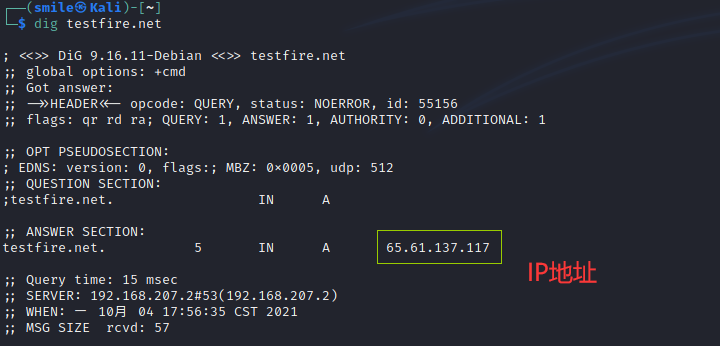 ┌──(smile㉿Kali)-[~]
└─$ dig testfire.net
; <<>> DiG 9.16.11-Debian <<>> testfire.net
;; global options: +cmd
;; Got answer:
;; ->>HEADER<<- opcode: QUERY, status: NOERROR, id: 55156
;; flags: qr rd ra; QUERY: 1, ANSWER: 1, AUTHORITY: 0, ADDITIONAL: 1
;; OPT PSEUDOSECTION:
; EDNS: version: 0, flags:; MBZ: 0x0005, udp: 512
;; QUESTION SECTION:
;testfire.net. IN A
;; ANSWER SECTION:
testfire.net. 5 IN A 65.61.137.117
IP地址
;; Query time: 15 msec
;; SERVER: 192.168.207.2#53(192.168.207.2)
;; WHEN: 一 10月 04 17:56:35 CST 2021
;; MSG SIZE rcvd: 57